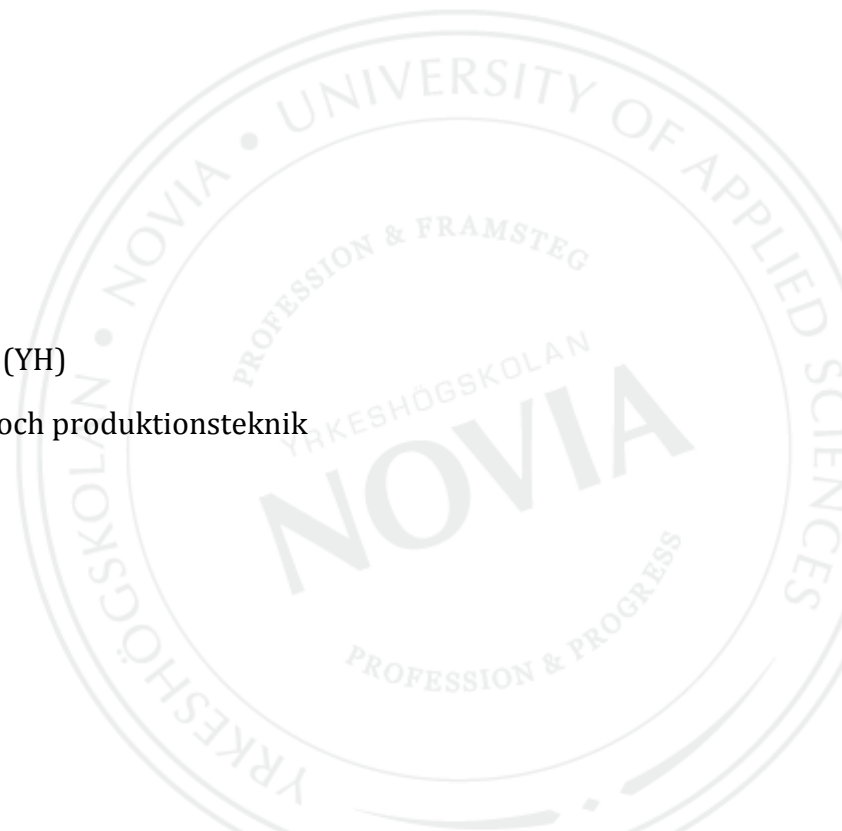 YRKESHÖGSKOLAN • NOVIA • UNIVERSITY OF APPLIED SCIENCES
PROFESSION & FRAMSTEG
(YH)
YRKESHÖGSKOLAN
och produktionsteknik
NOVIA
PROFESSION & PROGRESS